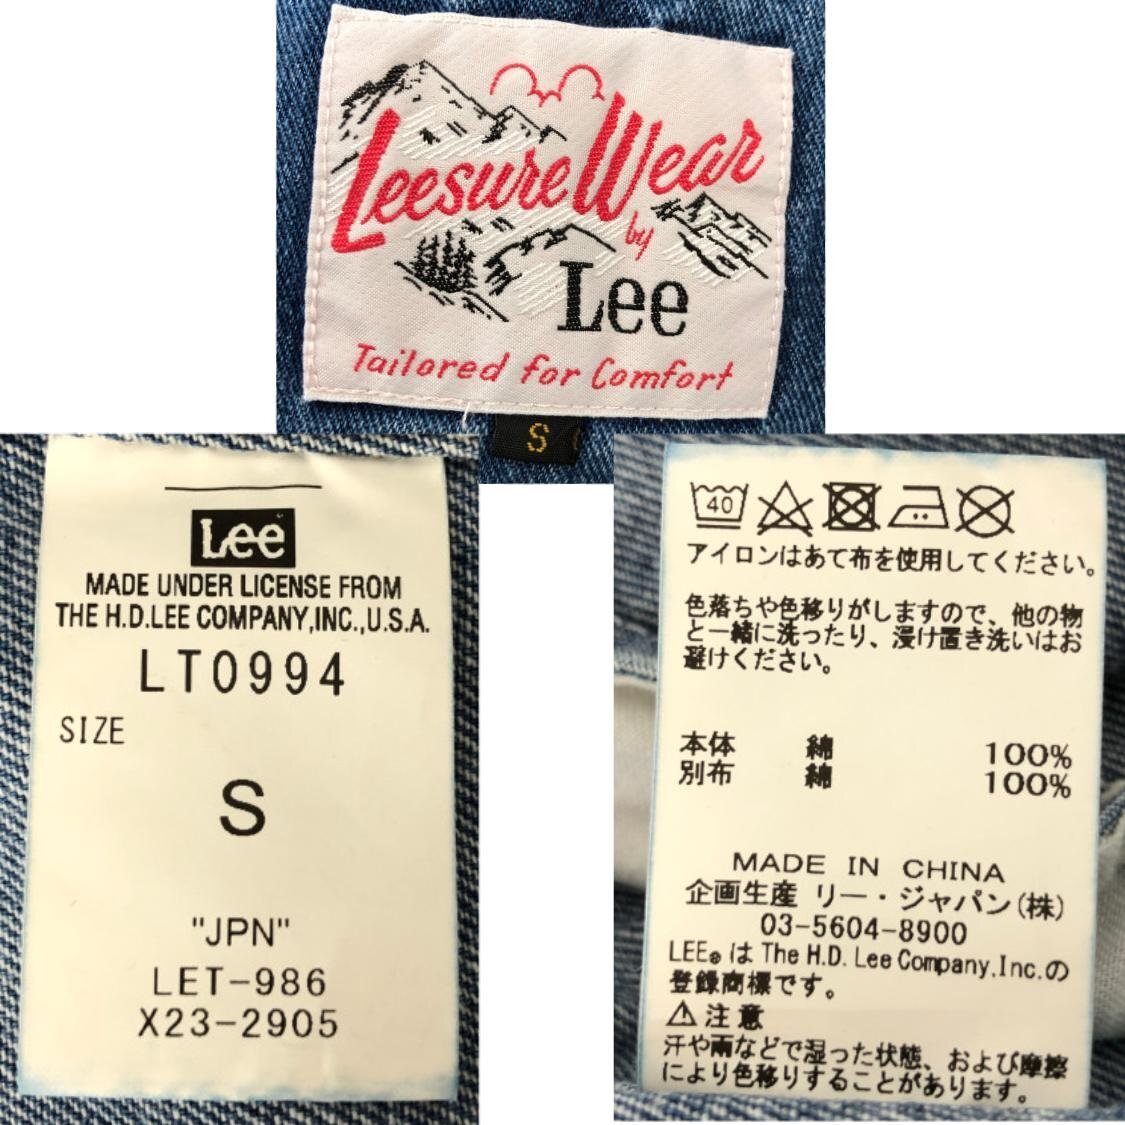 Leesure Wear
by
Lee
Tailored for Comfort
S
Lee
MADE UNDER LICENSE FROM
THE H.D.LEE COMPANY,INC.,U.S.A.
LT0994
SIZE
S
"JPN"
LET-986
X23-2905
40
アイロンはあて布を使用してください。
色落ちや色移りがしますので、他の物
と一緒に洗ったり、浸け置き洗いはお
避けください。
本体 綿 100%
別布 綿 100%
MADE IN CHINA
企画生産 リー・ジャパン(株)
03-5604-8900
LEE®は The H.D. Lee Company,Inc.の
登録商標です。
⚠注意
汗や雨などで湿った状態、および摩擦
により色移りすることがあります。